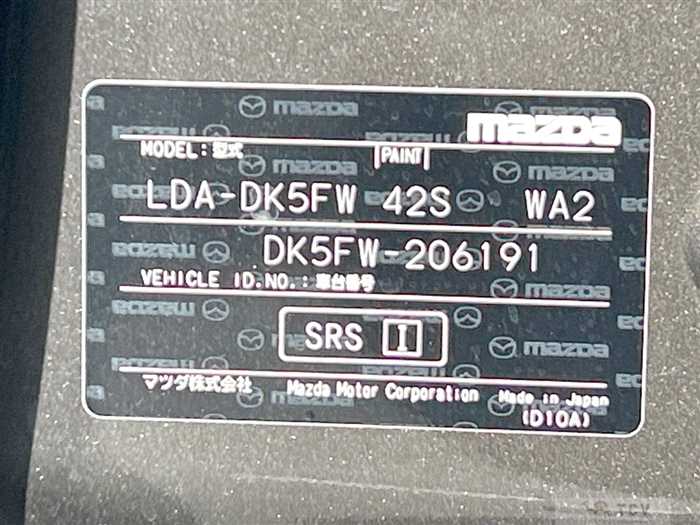 mazda
MODEL：型式 PAINT
LDA-DK5FW 42S WA2
DK5FW-206191
VEHICLE ID.NO.：車台番号
SRS I
マツダ株式会社 Mazda Motor Corporation Made in Japan
(D10A)